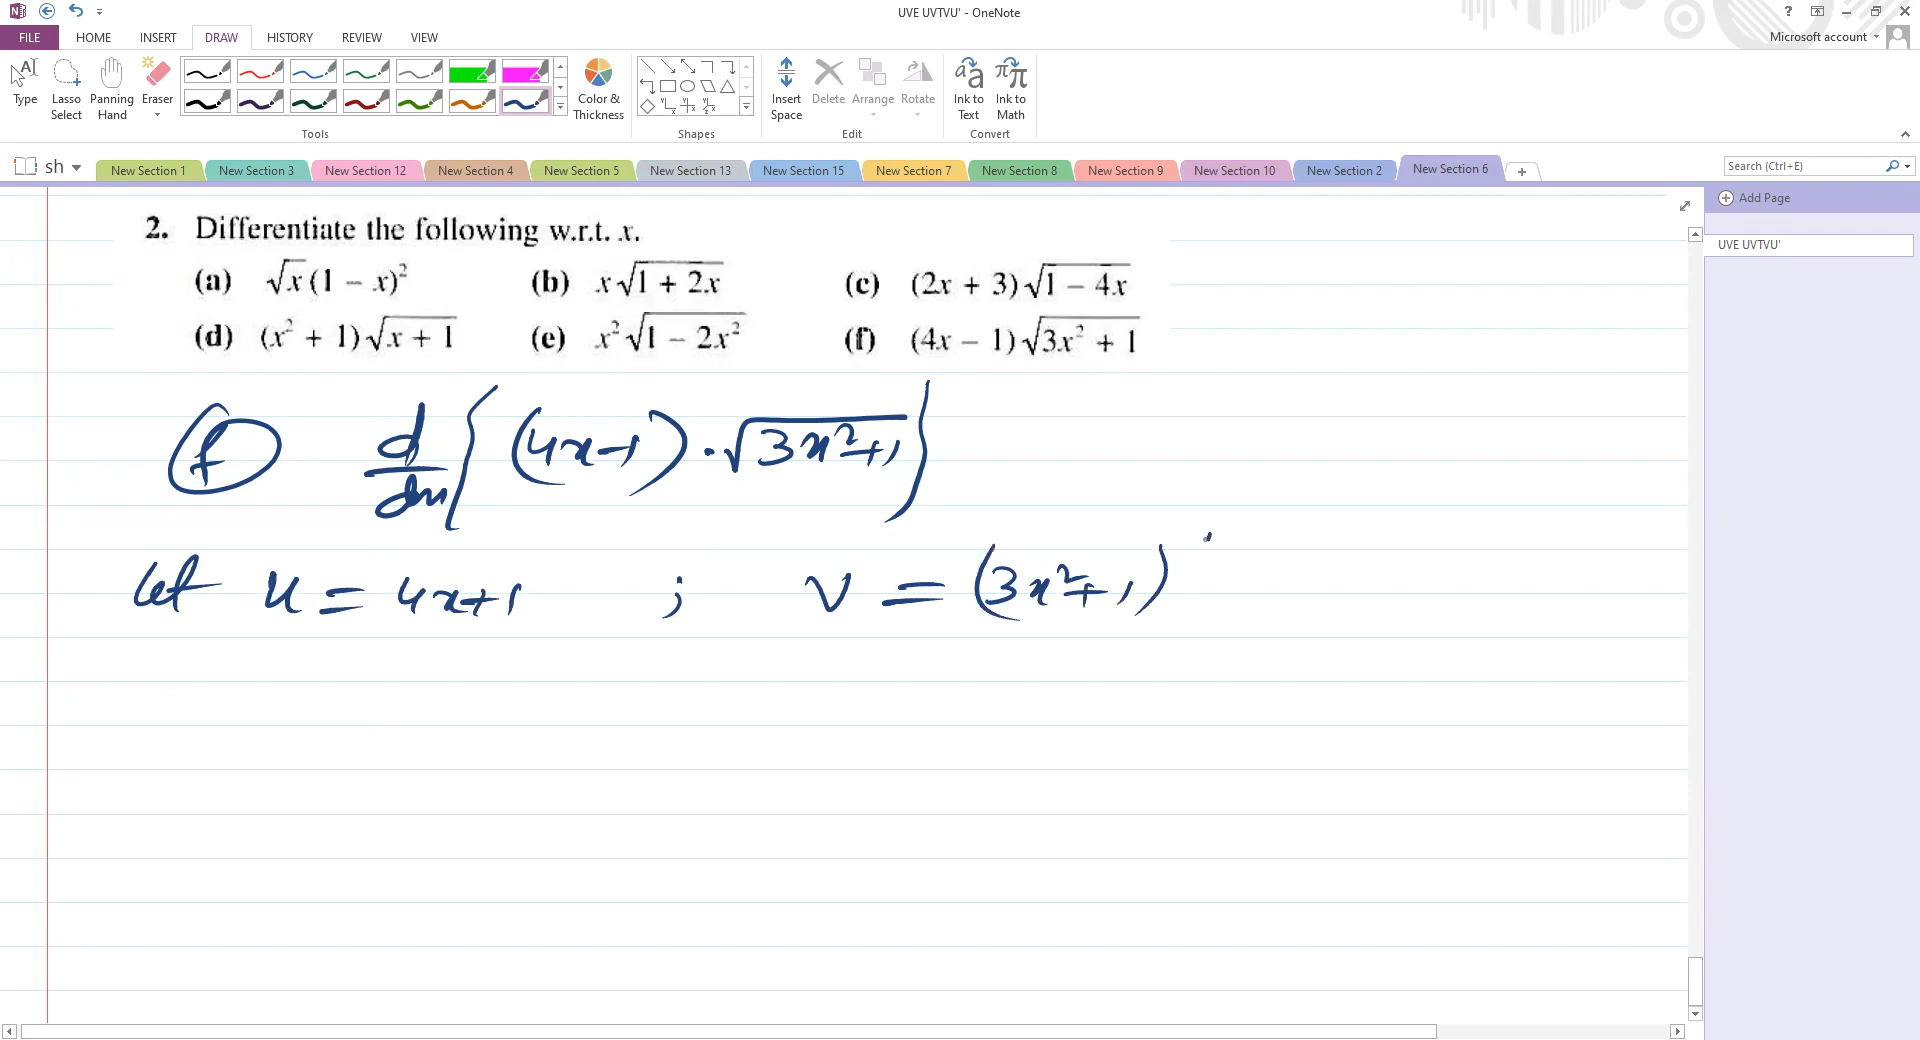 UVE UVTVU' - OneNote
?
FILE HOME INSERT DRAW HISTORY REVIEW VIEW
Microsoft account
Type Lasso Select Panning Hand Eraser
Color & Thickness
Insert Space Delete Arrange Rotate
Ink to Text Ink to Math
Tools Shapes Edit Convert
sh New Section 1 New Section 3 New Section 12 New Section 4 New Section 5 New Section 13 New Section 15 New Section 7 New Section 8 New Section 9 New Section 10 New Section 2 New Section 6
Search (Ctrl+E)
Add Page
UVE UVTVU'
2. Differentiate the following w.r.t. x.
(a) √x(1 − x)² (b) x√(1 + 2x) (c) (2x + 3)√(1 − 4x)
(d) (x² + 1)√(x + 1) (e) x²√(1 − 2x²) (f) (4x − 1)√(3x² + 1)
f d/dx { (4x-1) · √(3x²+1) }
let u = 4x+1 ; v = (3x²+1)